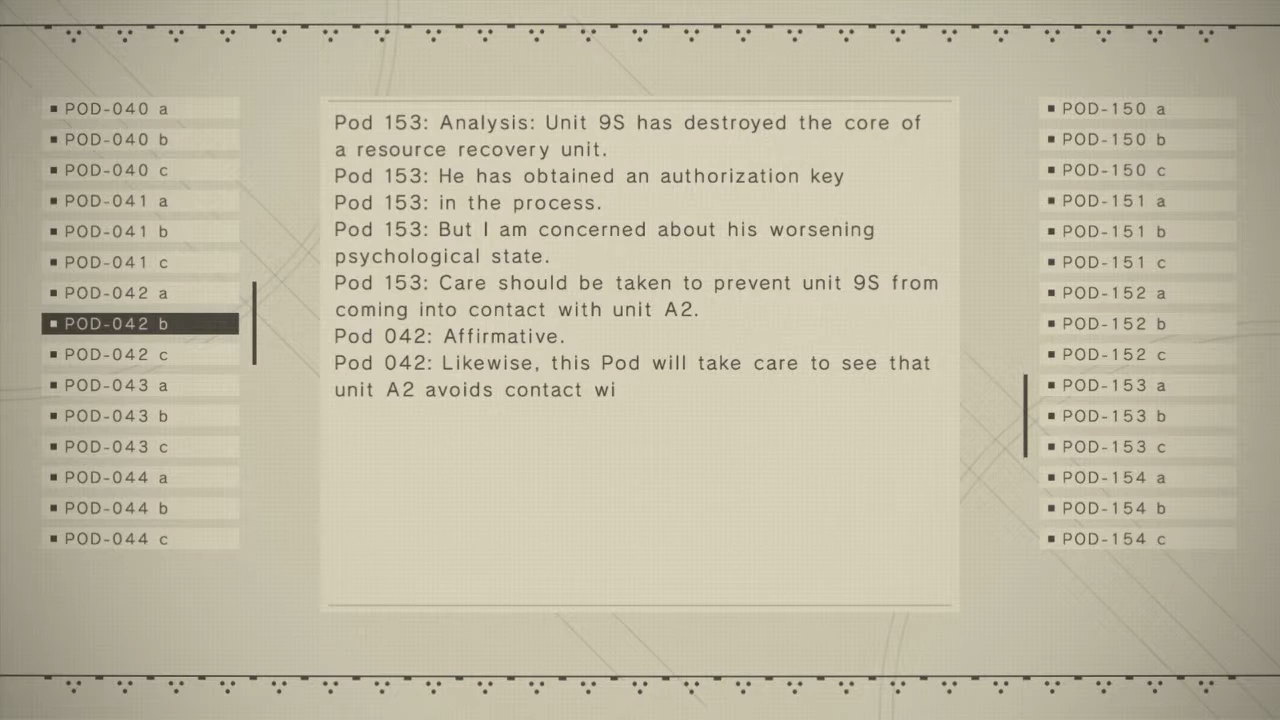 POD-040 a
POD-040 b
POD-040 c
POD-041 a
POD-041 b
POD-041 c
POD-042 a
POD-042 b
POD-042 c
POD-043 a
POD-043 b
POD-043 c
POD-044 a
POD-044 b
POD-044 c
Pod 153: Analysis: Unit 9S has destroyed the core of
a resource recovery unit.
Pod 153: He has obtained an authorization key
Pod 153: in the process.
Pod 153: But I am concerned about his worsening
psychological state.
Pod 153: Care should be taken to prevent unit 9S from
coming into contact with unit A2.
Pod 042: Affirmative.
Pod 042: Likewise, this Pod will take care to see that
unit A2 avoids contact wi
POD-150 a
POD-150 b
POD-150 c
POD-151 a
POD-151 b
POD-151 c
POD-152 a
POD-152 b
POD-152 c
POD-153 a
POD-153 b
POD-153 c
POD-154 a
POD-154 b
POD-154 c